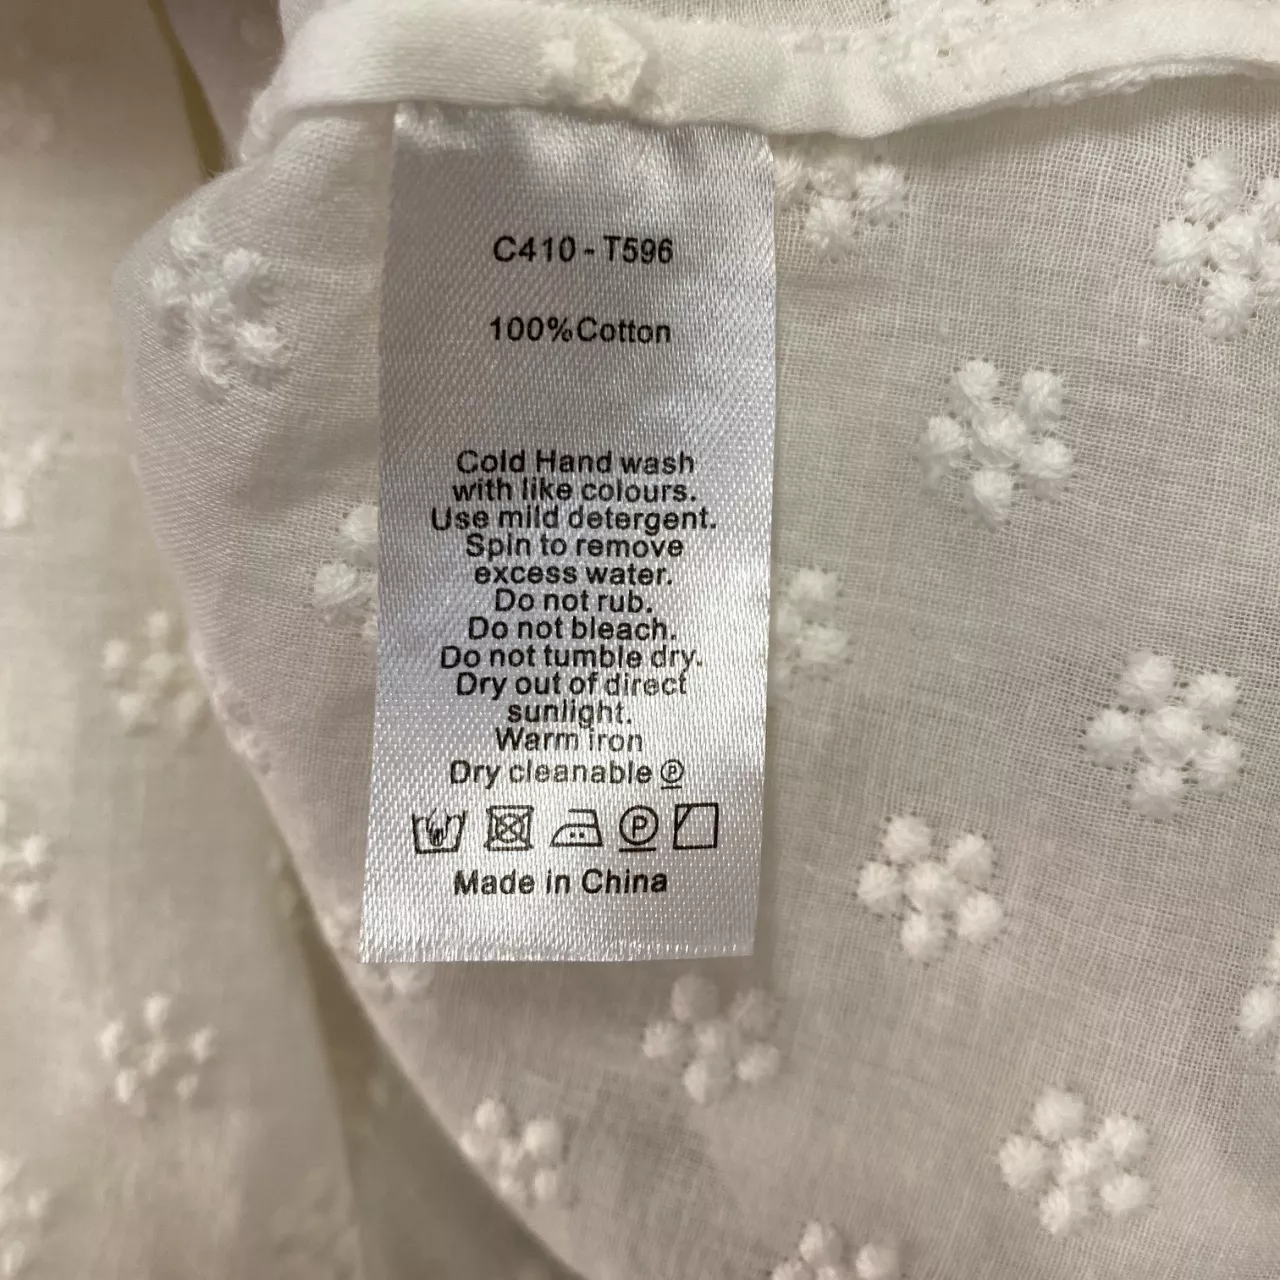 C410 - T596
100%Cotton
Cold Hand wash
with like colours.
Use mild detergent.
Spin to remove
excess water.
Do not rub.
Do not bleach.
Do not tumble dry.
Dry out of direct
sunlight.
Warm iron
Dry cleanable Ⓟ
Ⓟ
Made in China